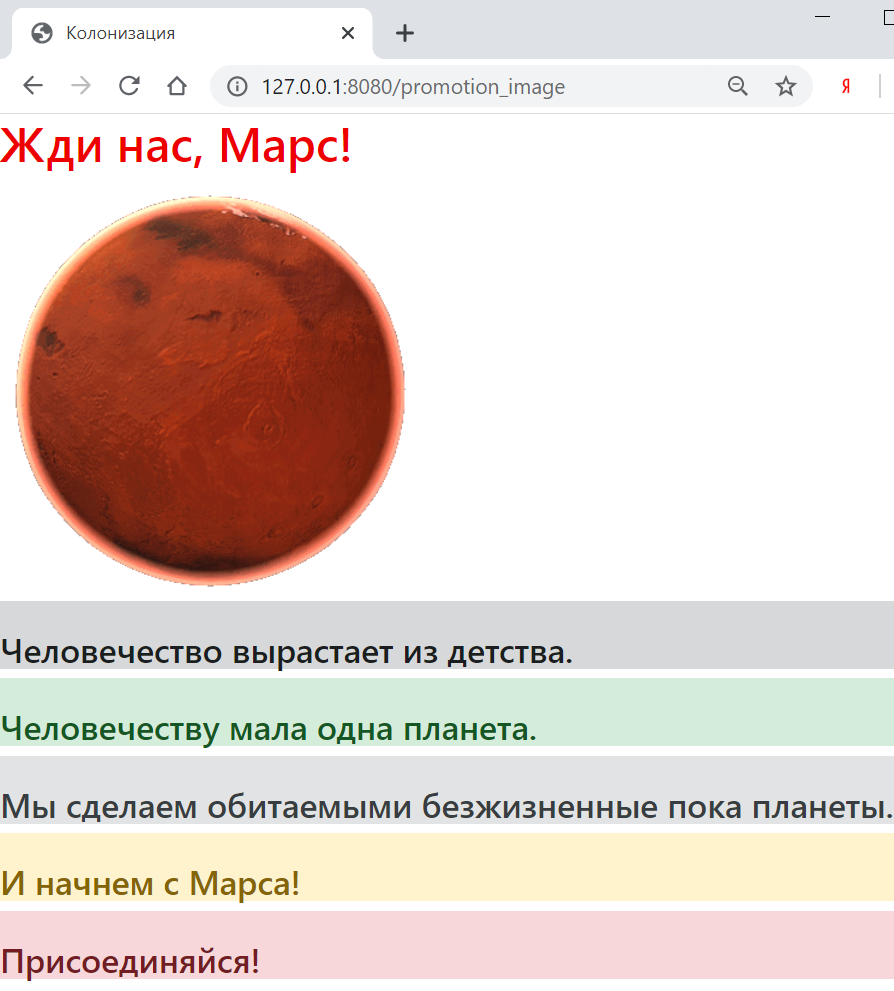 Колонизация
127.0.0.1:8080/promotion_image
Я
Жди нас, Марс!
Человечество вырастает из детства.
Человечеству мала одна планета.
Мы сделаем обитаемыми безжизненные пока планеты.
И начнем с Марса!
Присоединяйся!